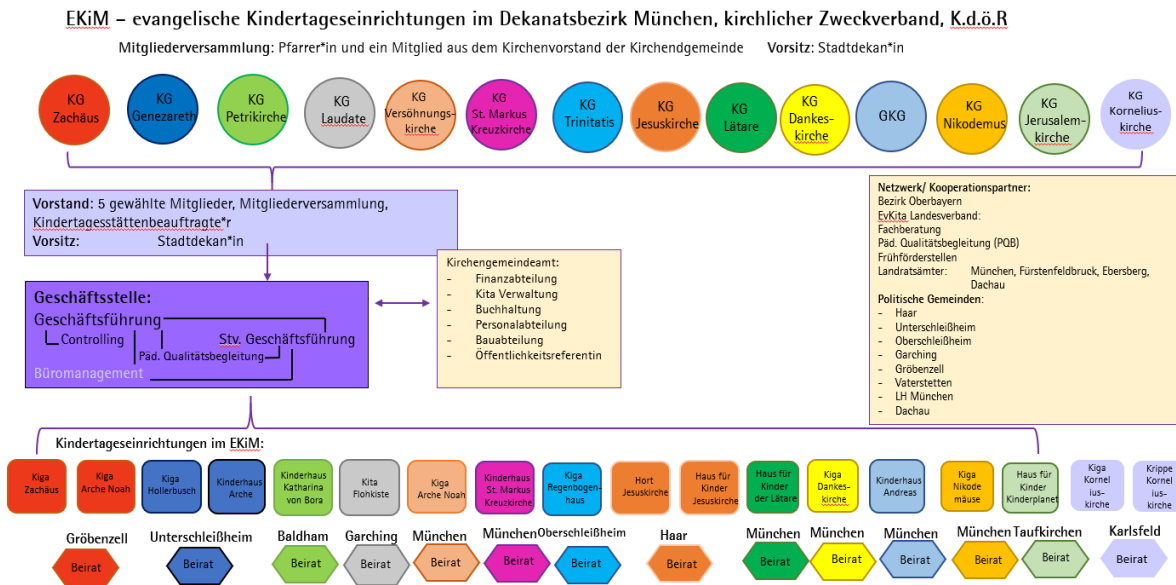 EKiM – evangelische Kindertageseinrichtungen im Dekanatsbezirk München, kirchlicher Zweckverband, K.d.ö.R
Mitgliederversammlung: Pfarrer*in und ein Mitglied aus dem Kirchenvorstand der Kirchendgemeinde Vorsitz: Stadtdekan*in
KG
Zachäus
KG
Genezareth
KG
Petrikirche
KG
Laudate
KG
Versöhnungs-
kirche
KG
St. Markus
Kreuzkirche
KG
Trinitatis
KG
Jesuskirche
KG
Lätare
KG
Dankes-
kirche
GKG
KG
Nikodemus
KG
Jerusalem-
kirche
KG
Kornelius-
kirche
Vorstand: 5 gewählte Mitglieder, Mitgliederversammlung,
Kindertagesstättenbeauftragte*r
Vorsitz: Stadtdekan*in
Geschäftsstelle:
Geschäftsführung
Controlling
Stv. Geschäftsführung
Päd. Qualitätsbegleitung
Büromanagement
Kirchengemeindeamt:
- Finanzabteilung
- Kita Verwaltung
- Buchhaltung
- Personalabteilung
- Bauabteilung
- Öffentlichkeitsreferentin
Netzwerk/ Kooperationspartner:
Bezirk Oberbayern
EvKita Landesverband:
Fachberatung
Päd. Qualitätsbegleitung (PQB)
Frühförderstellen
Landratsämter: München, Fürstenfeldbruck, Ebersberg,
Dachau
Politische Gemeinden:
- Haar
- Unterschleißheim
- Oberschleißheim
- Garching
- Gröbenzell
- Vaterstetten
- LH München
- Dachau
Kindertageseinrichtungen im EKiM:
Kiga
Zachäus
Kiga
Arche Noah
Kiga
Hollerbusch
Kinderhaus
Arche
Kinderhaus
Katharina
von Bora
Kita
Flohkiste
Kiga
Arche Noah
Kinderhaus
St. Markus
Kreuzkirche
Kiga
Regenbogen-
haus
Hort
Jesuskirche
Haus für
Kinder
Jesuskirche
Haus für
Kinder
der Lätare
Kiga
Dankes-
kirche
Kinderhaus
Andreas
Kiga
Nikode
mäuse
Haus für
Kinder
Kinderplanet
Kiga
Kornel
ius-
kirche
Krippe
Kornel
ius-
kirche
Gröbenzell
Beirat
Unterschleißheim
Beirat
Baldham
Beirat
Garching
Beirat
München
Beirat
München
Beirat
Oberschleißheim
Beirat
Haar
Beirat
München
Beirat
München
Beirat
München
Beirat
München
Beirat
Taufkirchen
Beirat
Karlsfeld
Beirat